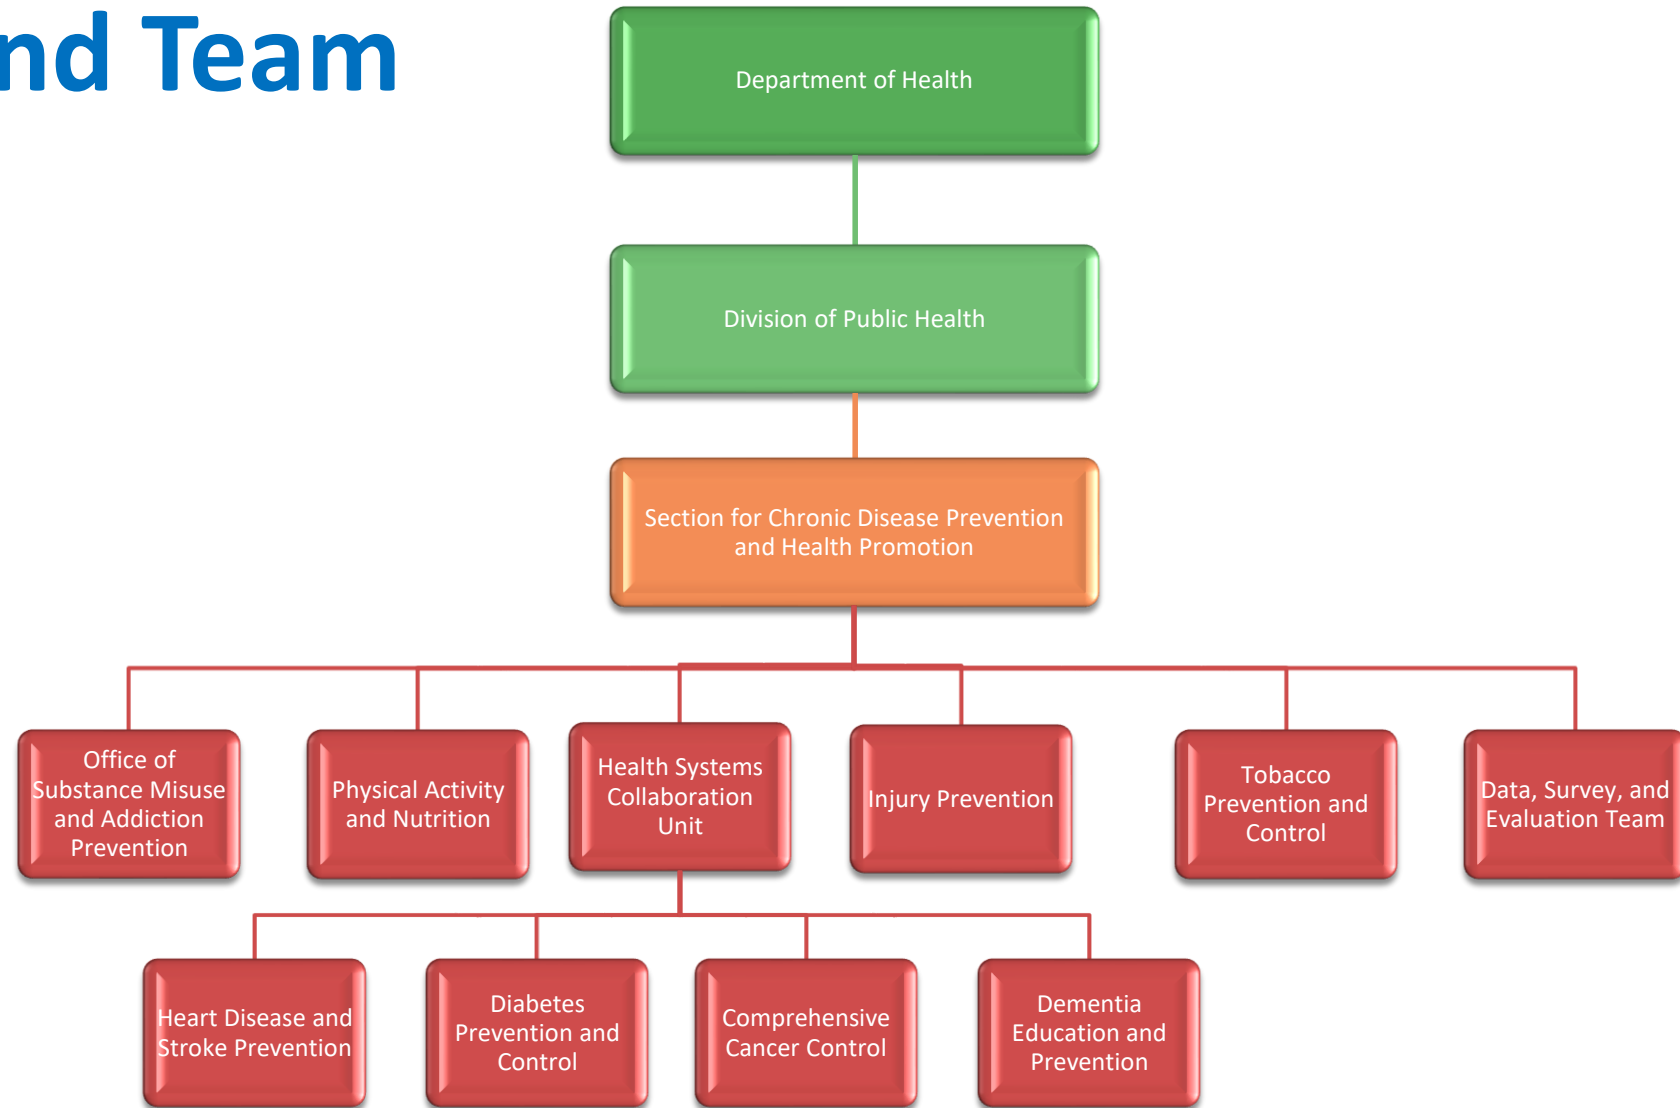 nd Team
Department of Health
Division of Public Health
Section for Chronic Disease Prevention
and Health Promotion
Office of
Substance Misuse
and Addiction
Prevention
Physical Activity
and Nutrition
Health Systems
Collaboration
Unit
Injury Prevention
Tobacco
Prevention and
Control
Data, Survey, and
Evaluation Team
Heart Disease and
Stroke Prevention
Diabetes
Prevention and
Control
Comprehensive
Cancer Control
Dementia
Education and
Prevention